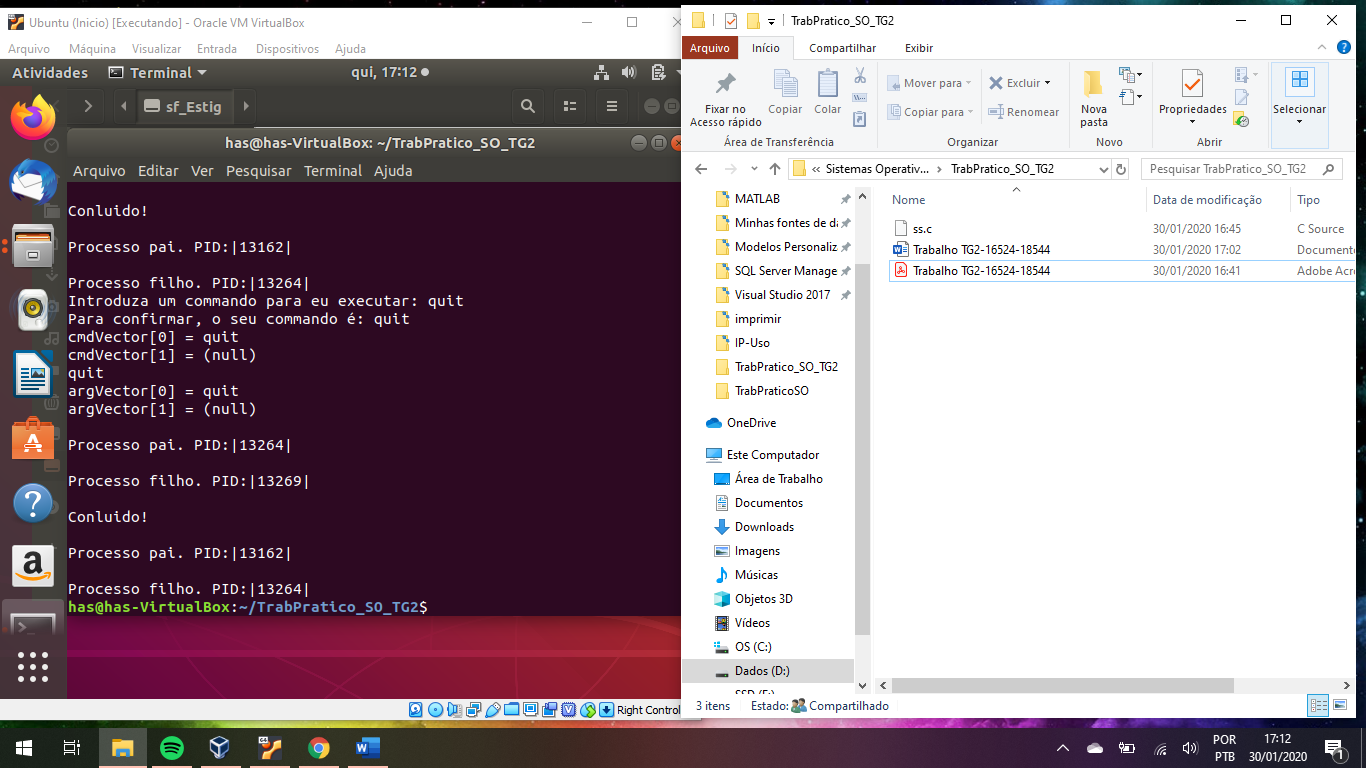 Ubuntu (Inicio) [Executando] - Oracle VM VirtualBox
Arquivo Máquina Visualizar Entrada Dispositivos Ajuda
Atividades Terminal qui, 17:12
sf_Estig
has@has-VirtualBox: ~/TrabPratico_SO_TG2
Arquivo Editar Ver Pesquisar Terminal Ajuda
Conluido!
Processo pai. PID:|13162|
Processo filho. PID:|13264|
Introduza um commando para eu executar: quit
Para confirmar, o seu commando é: quit
cmdVector[0] = quit
cmdVector[1] = (null)
quit
argVector[0] = quit
argVector[1] = (null)
Processo pai. PID:|13264|
Processo filho. PID:|13269|
Conluido!
Processo pai. PID:|13162|
Processo filho. PID:|13264|
has@has-VirtualBox:~/TrabPratico_SO_TG2$
Right Control
TrabPratico_SO_TG2
Arquivo Início Compartilhar Exibir
Fixar no
Acesso rápido
Copiar
Colar
Área de Transferência
Mover para
Copiar para
Excluir
Renomear
Organizar
Nova
pasta
Novo
Propriedades
Abrir
Selecionar
« Sistemas Operativ... > TrabPratico_SO_TG2
Pesquisar TrabPratico_SO_TG2
MATLAB
Minhas fontes de da
Modelos Personaliz
SQL Server Manage
Visual Studio 2017
imprimir
IP-Uso
TrabPratico_SO_TG2
TrabPraticoSO
OneDrive
Este Computador
Área de Trabalho
Documentos
Downloads
Imagens
Músicas
Objetos 3D
Vídeos
OS (C:)
Dados (D:)
SSD (E:)
Nome Data de modificação Tipo
ss.c 30/01/2020 16:45 C Source
Trabalho TG2-16524-18544 30/01/2020 17:02 Documento
Trabalho TG2-16524-18544 30/01/2020 16:41 Adobe Acr
3 itens Estado: Compartilhado
64
POR
PTB
17:12
30/01/2020
1